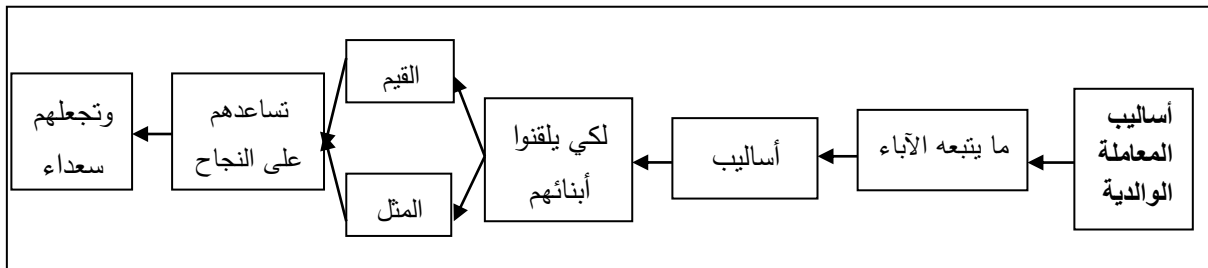 أساليب
المعاملة
الوالدية
ما يتبعه الآباء
أساليب
لكي يلقنوا
أبنائهم
القيم
المثل
تساعدهم
على النجاح
وتجعلهم
سعداء